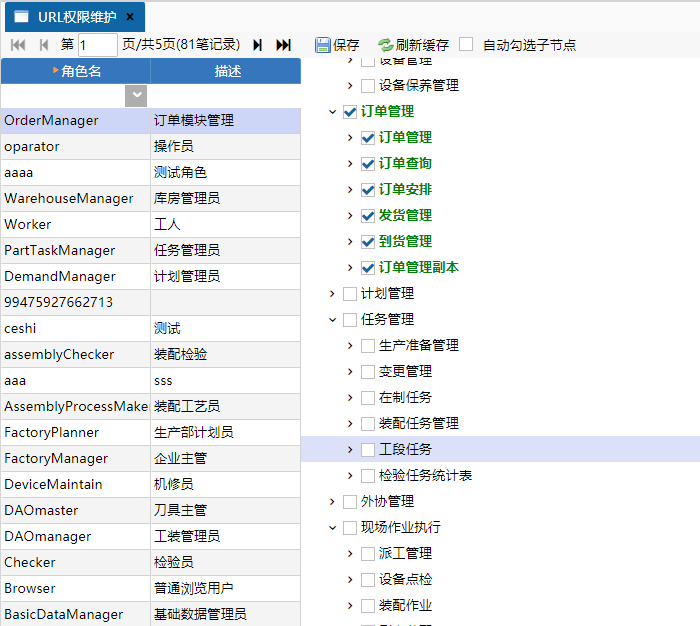 URL权限维护 ×
第 1 页/共5页(81笔记录) 保存 刷新缓存 自动勾选子节点
角色名 描述
OrderManager 订单模块管理
oparator 操作员
aaaa 测试角色
WarehouseManager 库房管理员
Worker 工人
PartTaskManager 任务管理员
DemandManager 计划管理员
99475927662713
ceshi 测试
assemblyChecker 装配检验
aaa sss
AssemblyProcessMake 装配工艺员
FactoryPlanner 生产部计划员
FactoryManager 企业主管
DeviceMaintain 机修员
DAOmaster 刀具主管
DAOmanager 工装管理员
Checker 检验员
Browser 普通浏览用户
BasicDataManager 基础数据管理员
设备管理
设备保养管理
订单管理
订单管理
订单查询
订单安排
发货管理
到货管理
订单管理副本
计划管理
任务管理
生产准备管理
变更管理
在制任务
装配任务管理
工段任务
检验任务统计表
外协管理
现场作业执行
派工管理
设备点检
装配作业